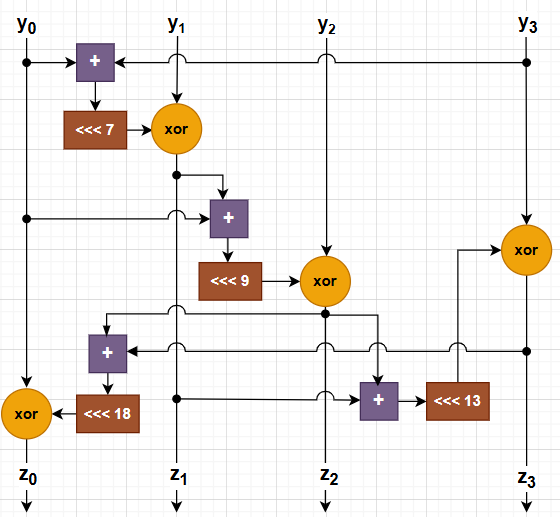 y₀ y₁ y₂ y₃
+
<<< 7 xor
+
xor
<<< 9 xor
+
+ <<< 13
xor <<< 18
z₀ z₁ z₂ z₃